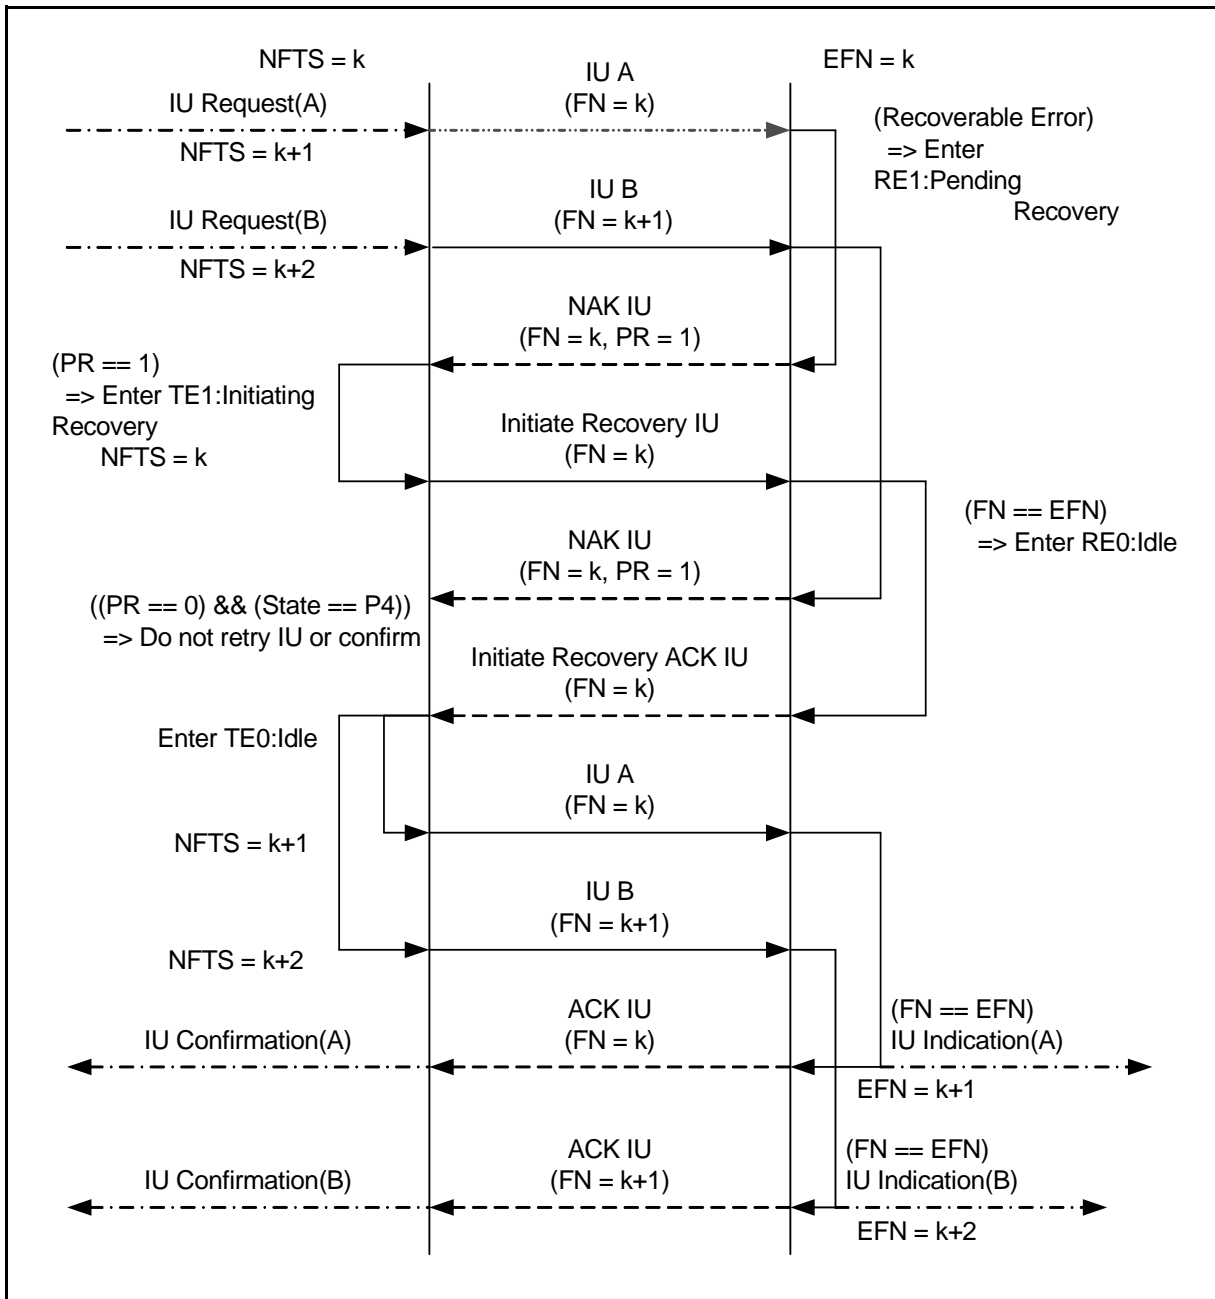 NFTS = k
EFN = k
IU Request(A)
IU A
(FN = k)
NFTS = k+1
(Recoverable Error)
=> Enter
RE1:Pending
Recovery
IU Request(B)
IU B
(FN = k+1)
NFTS = k+2
NAK IU
(FN = k, PR = 1)
(PR == 1)
=> Enter TE1:Initiating
Recovery
NFTS = k
Initiate Recovery IU
(FN = k)
(FN == EFN)
=> Enter RE0:Idle
NAK IU
(FN = k, PR = 1)
((PR == 0) && (State == P4))
=> Do not retry IU or confirm
Initiate Recovery ACK IU
(FN = k)
Enter TE0:Idle
IU A
(FN = k)
NFTS = k+1
IU B
(FN = k+1)
NFTS = k+2
IU Confirmation(A)
ACK IU
(FN = k)
(FN == EFN)
IU Indication(A)
EFN = k+1
IU Confirmation(B)
ACK IU
(FN = k+1)
(FN == EFN)
IU Indication(B)
EFN = k+2